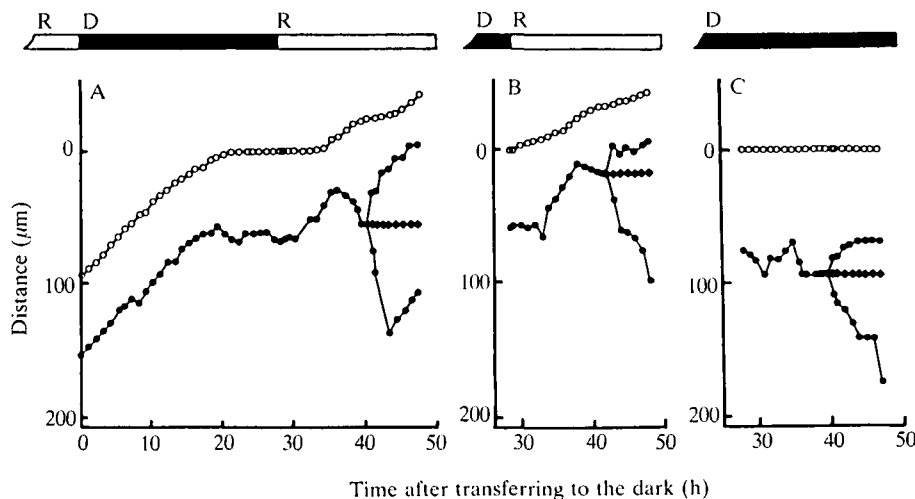 R D R
D R
D
A
B
C
0
100
200
0
100
200
0
100
200
Distance (μm)
0 10 20 30 40 50
30 40 50
30 40 50
Time after transferring to the dark (h)